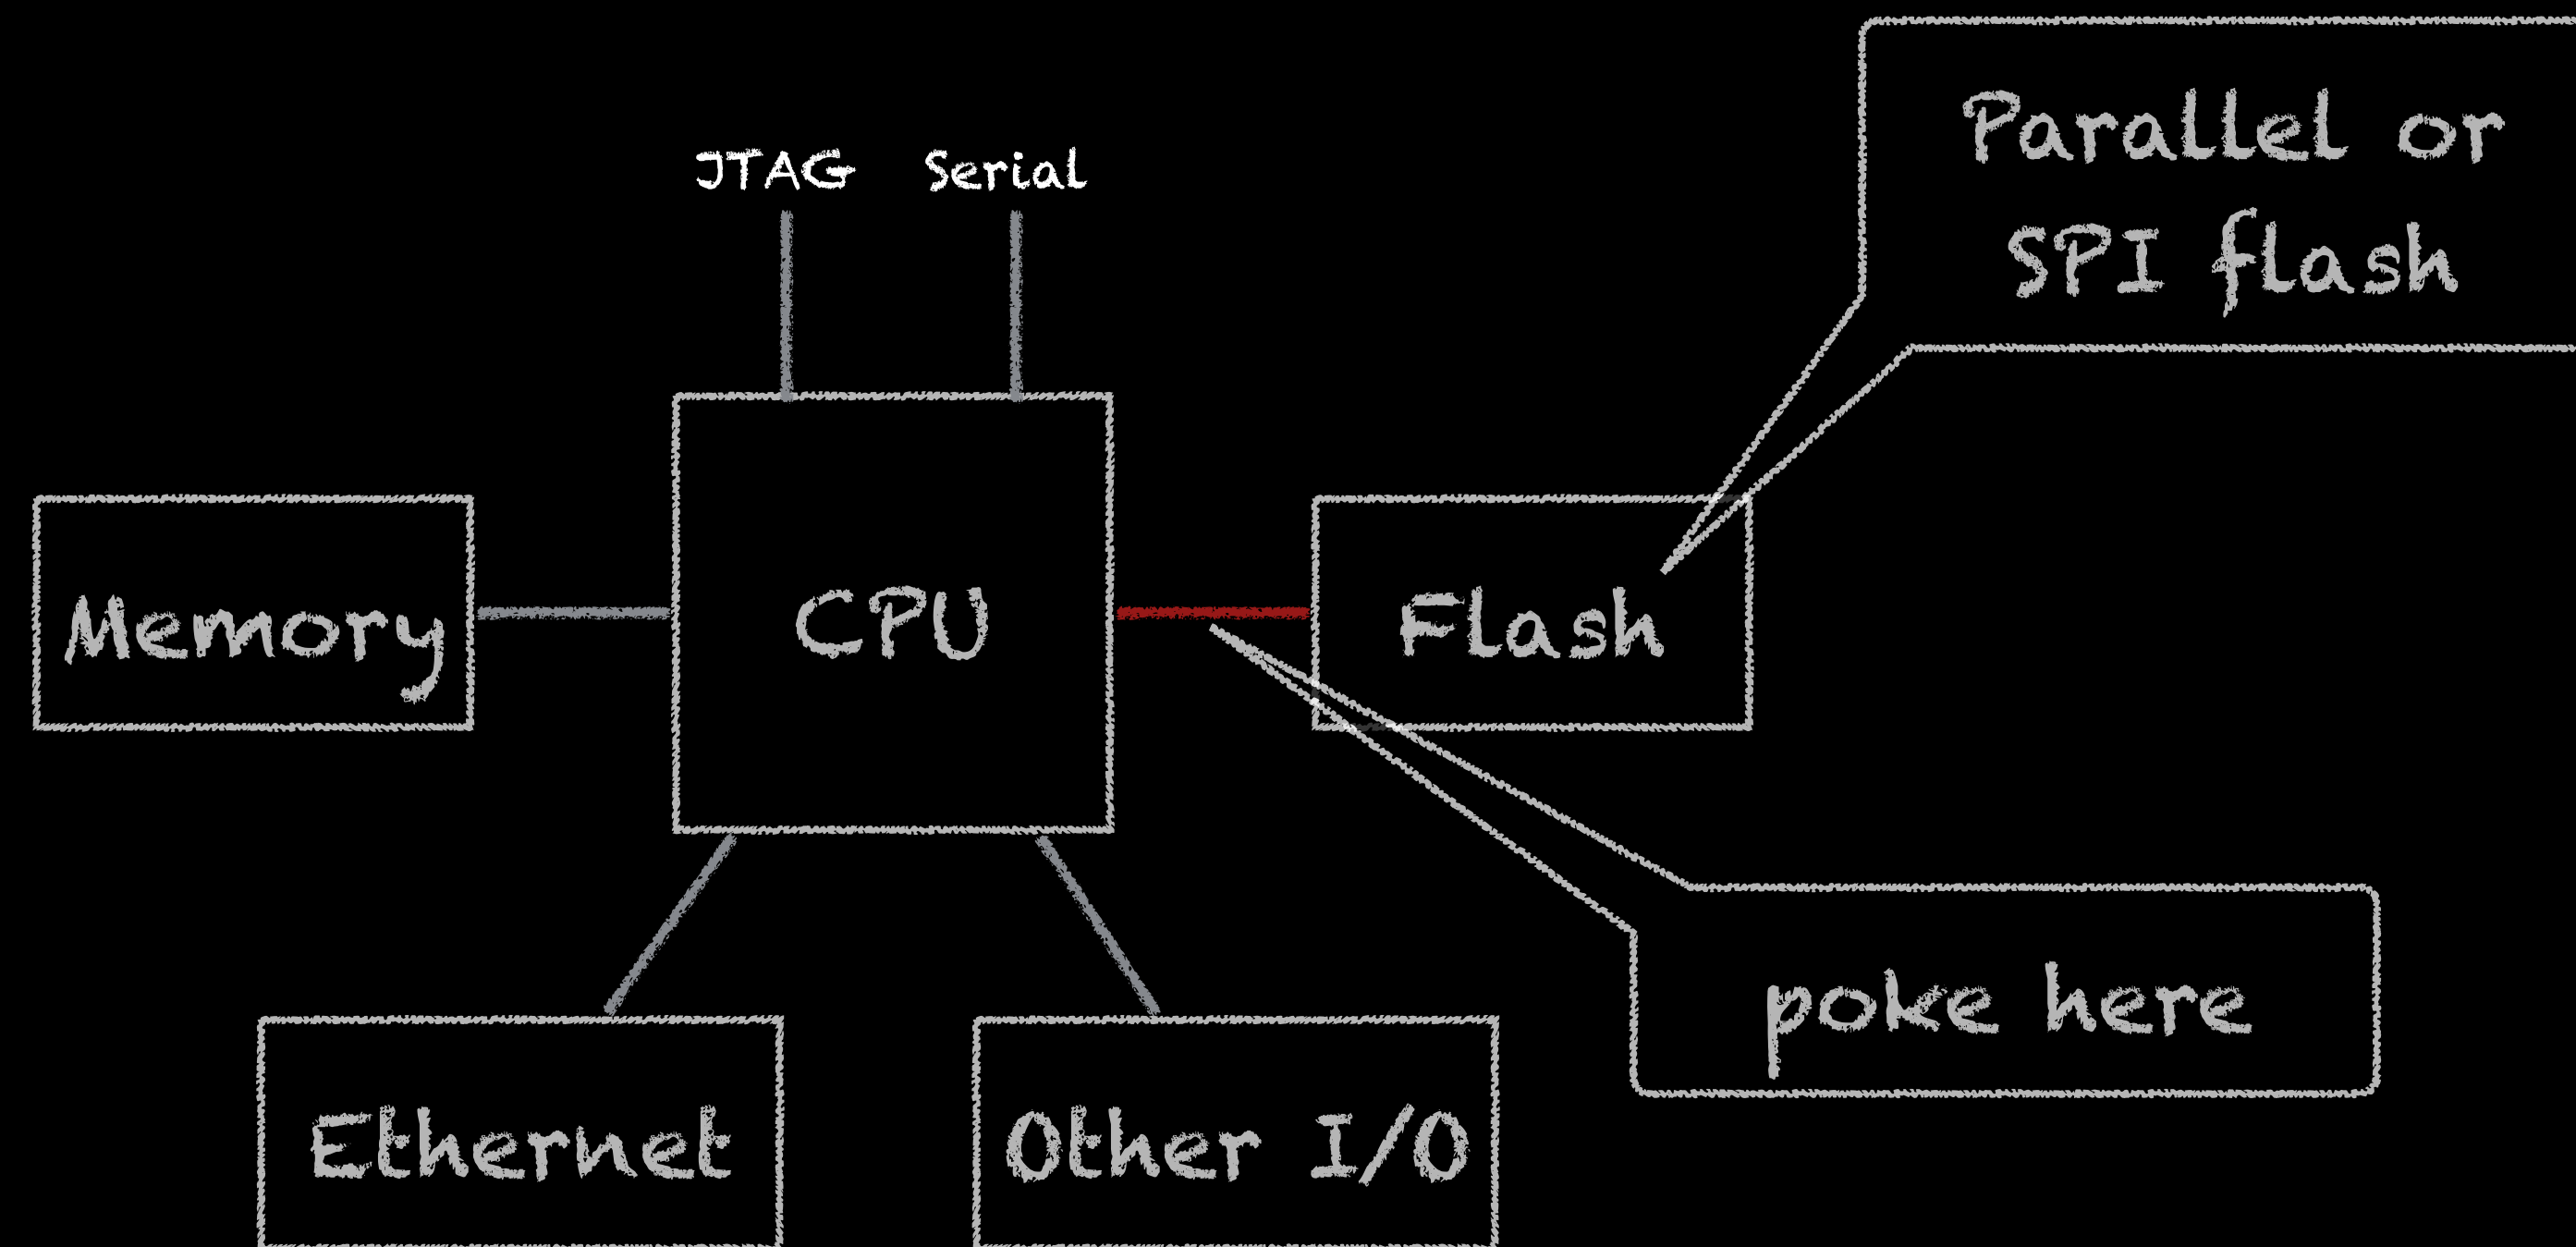 Parallel or
SPI flash
JTAG Serial
Memory
CPU
Flash
poke here
Ethernet
Other I/O